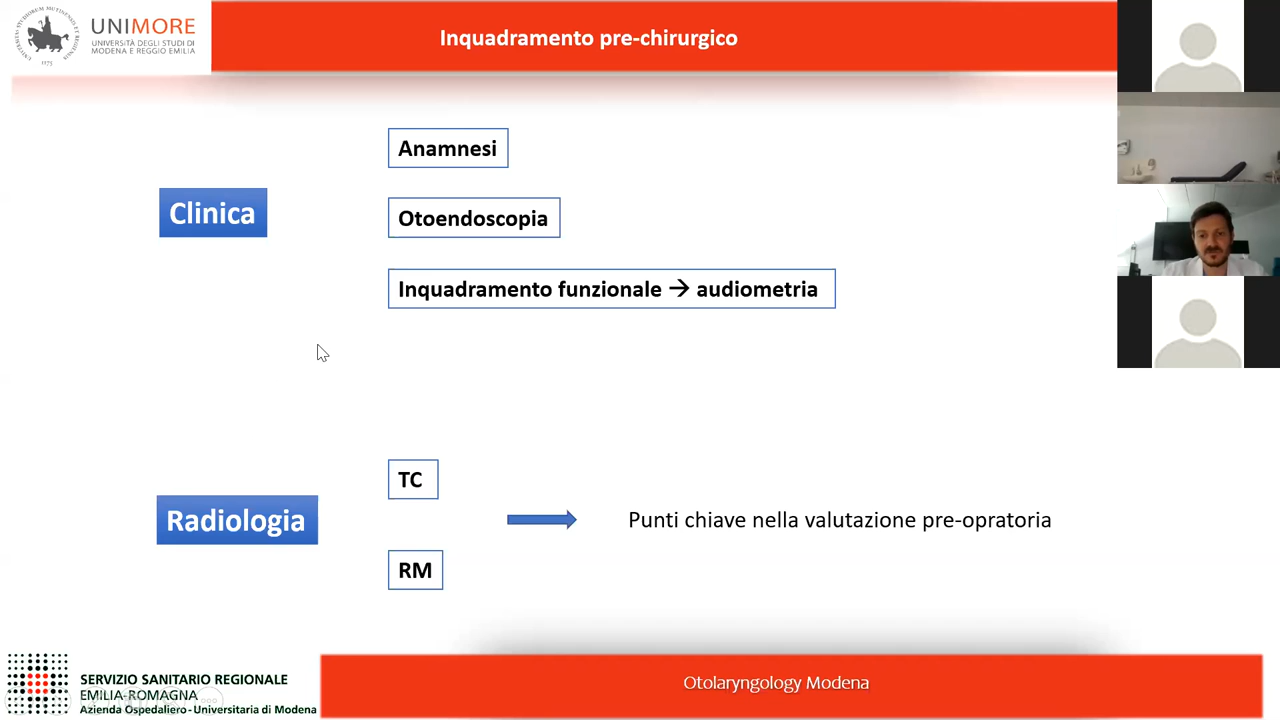 UNIMORE
UNIVERSITÀ DEGLI STUDI DI
MODENA E REGGIO EMILIA
1175
Inquadramento pre-chirurgico
Anamnesi
Clinica
Otoendoscopia
Inquadramento funzionale → audiometria
TC
Radiologia
Punti chiave nella valutazione pre-opratoria
RM
SERVIZIO SANITARIO REGIONALE
EMILIA-ROMAGNA
Azienda Ospedaliero - Universitaria di Modena
Otolaryngology Modena